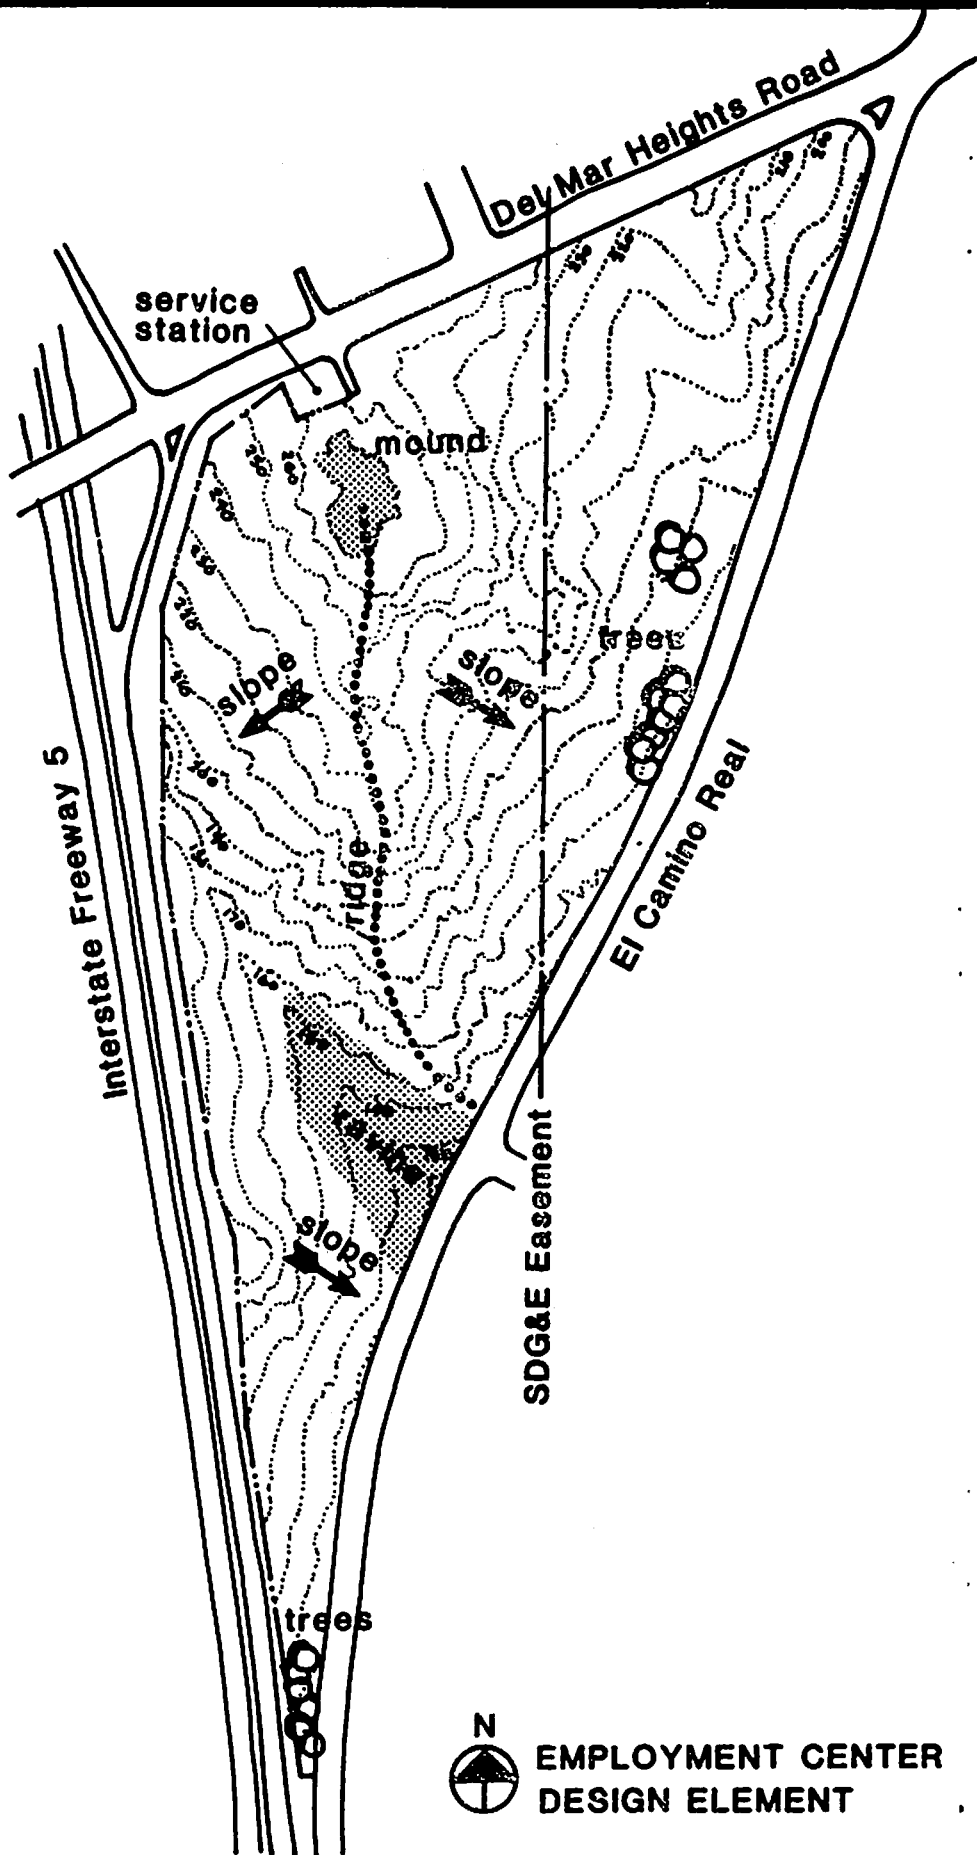 Del Mar Heights Road
service
station
mound
trees
slope
slope
ridge
Interstate Freeway 5
El Camino Real
ravine
slope
SDG&E Easement
trees
N
EMPLOYMENT CENTER
DESIGN ELEMENT